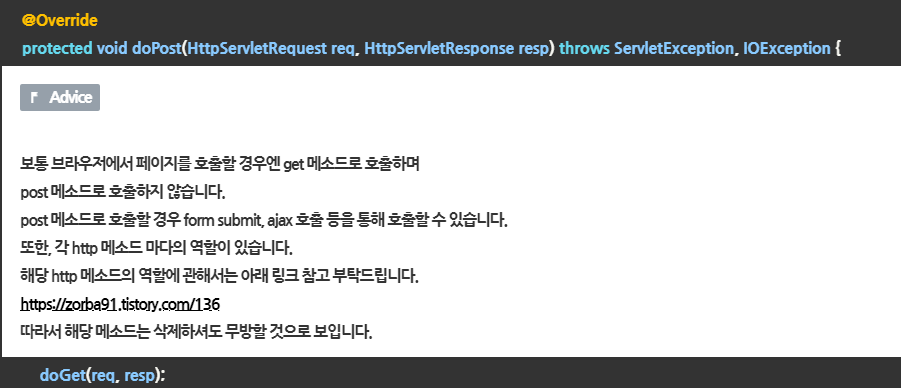 @Override
protected void doPost(HttpServletRequest req, HttpServletResponse resp) throws ServletException, IOException {
Advice
보통 브라우저에서 페이지를 호출할 경우엔 get 메소드로 호출하며
post 메소드로 호출하지 않습니다.
post 메소드로 호출할 경우 form submit, ajax 호출 등을 통해 호출할 수 있습니다.
또한, 각 http 메소드 마다의 역할이 있습니다.
해당 http 메소드의 역할에 관해서는 아래 링크 참고 부탁드립니다.
https://zorba91.tistory.com/136
따라서 해당 메소드는 삭제하셔도 무방할 것으로 보입니다.
doGet(req, resp);